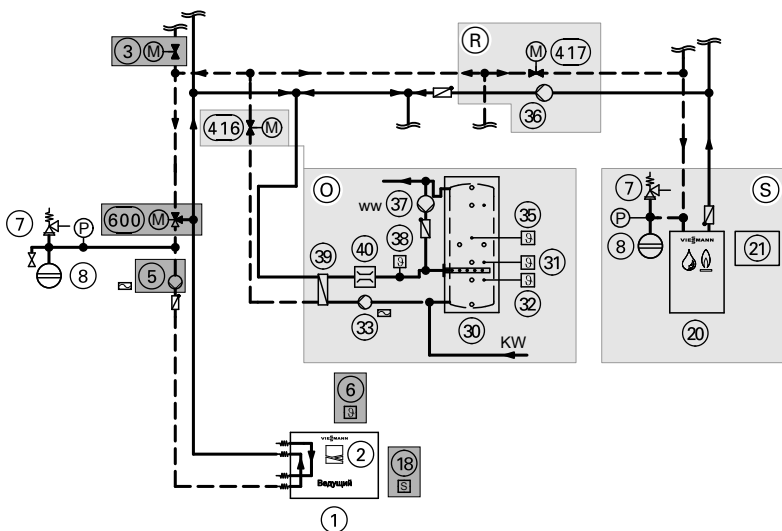 R
3 M
M 417
36
416 M
O
S
7
P
600 M
8
5
ww
37
38
35
39
40
31
32
33
30
KW
7
P
8
VIESMANN
21
20
6
VIESMANN
2
Ведущий
18
S
1